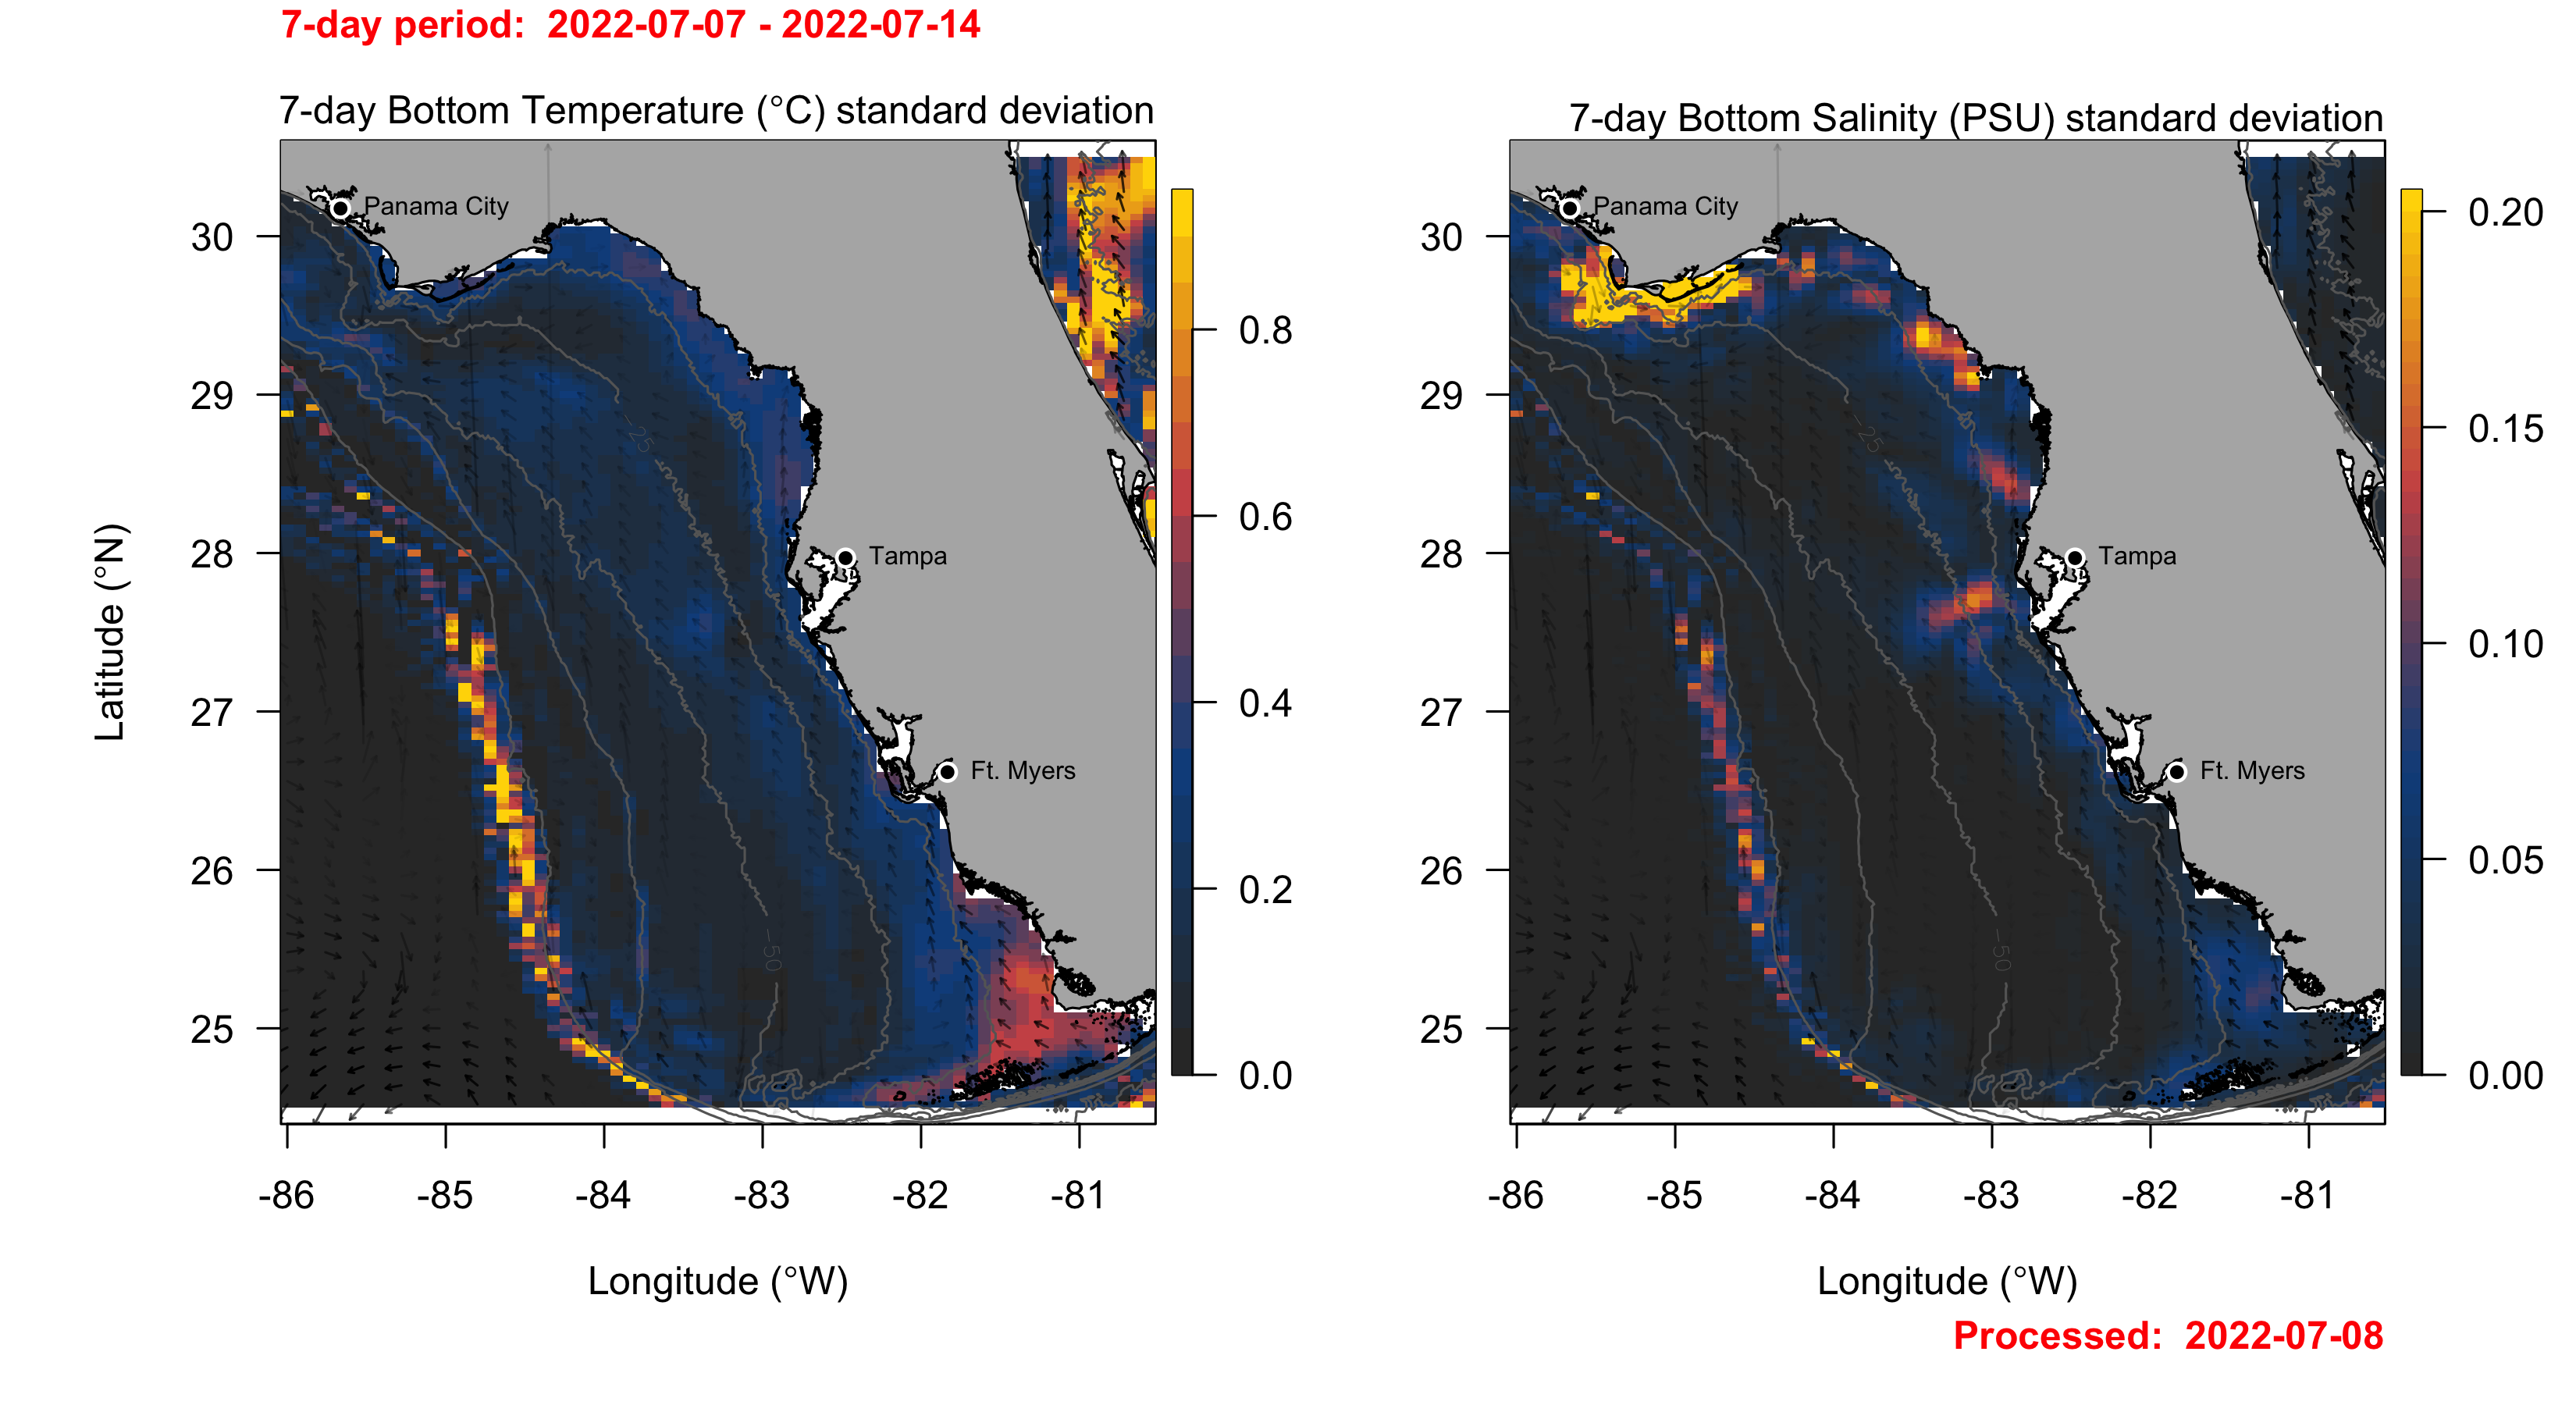 7-day period:  2022-07-07 - 2022-07-14
7-day Bottom Temperature (°C) standard deviation
Panama City
Tampa
Ft. Myers
-25
-50
30
29
28
27
26
25
Latitude (°N)
-86
-85
-84
-83
-82
-81
Longitude (°W)
0.8
0.6
0.4
0.2
0.0
7-day Bottom Salinity (PSU) standard deviation
Panama City
Tampa
Ft. Myers
-25
-50
30
29
28
27
26
25
-86
-85
-84
-83
-82
-81
Longitude (°W)
0.20
0.15
0.10
0.05
0.00
Processed:  2022-07-08